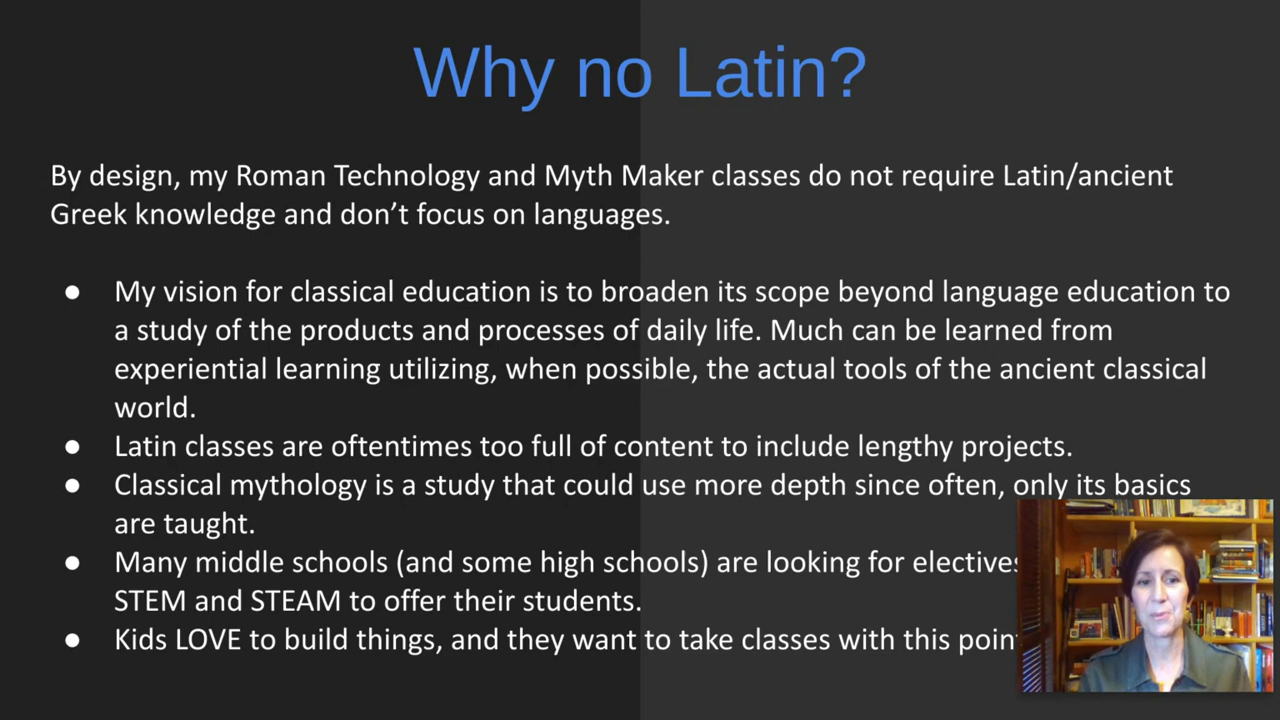 Why no Latin?
By design, my Roman Technology and Myth Maker classes do not require Latin/ancient
Greek knowledge and don't focus on languages.
● My vision for classical education is to broaden its scope beyond language education to
a study of the products and processes of daily life. Much can be learned from
experiential learning utilizing, when possible, the actual tools of the ancient classical
world.
● Latin classes are oftentimes too full of content to include lengthy projects.
● Classical mythology is a study that could use more depth since often, only its basics
are taught.
● Many middle schools (and some high schools) are looking for electives
STEM and STEAM to offer their students.
● Kids LOVE to build things, and they want to take classes with this point